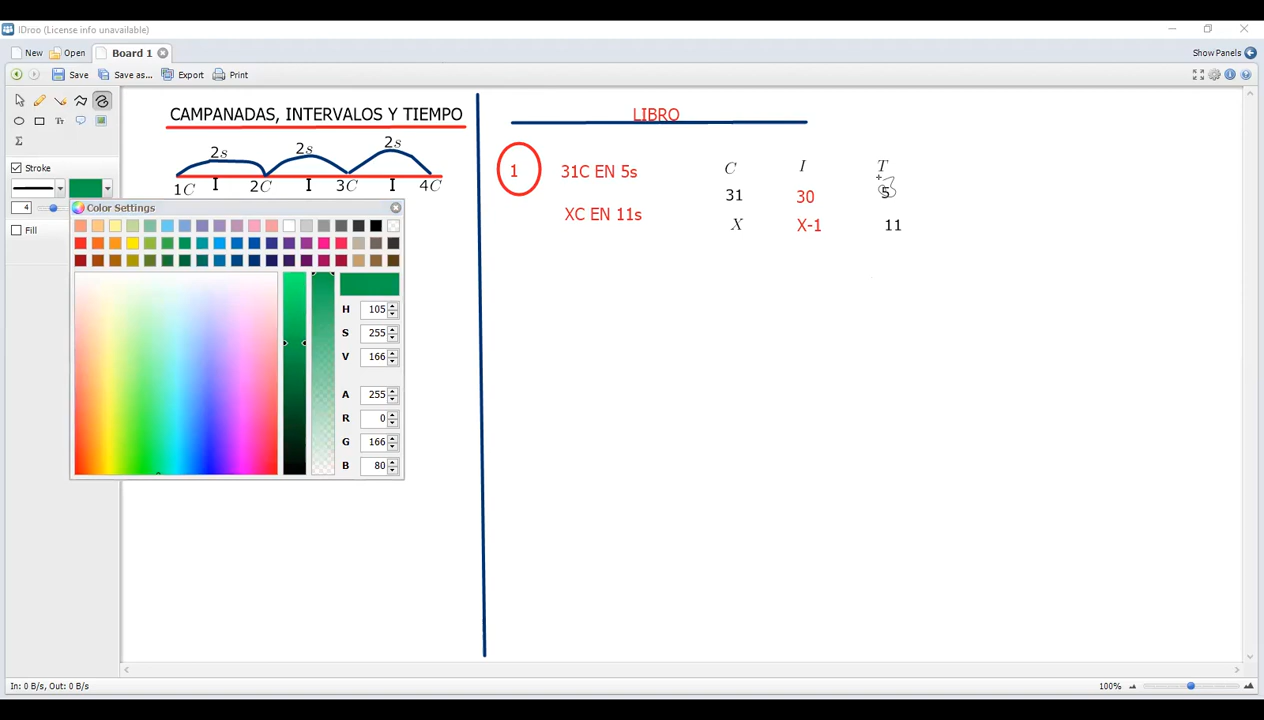 IDroo (License info unavailable)
New Open Board 1 Show Panels
Save Save as... Export Print
Tт
Σ
Stroke
4
Fill
CAMPANADAS, INTERVALOS Y TIEMPO
2s 2s 2s
1C I 2C I 3C I 4C
Color Settings
H 105
S 255
V 166
A 255
R 0
G 166
B 80
LIBRO
1 31C EN 5s
XC EN 11s
C I T
31 30 5
X X-1 11
In: 0 B/s, Out: 0 B/s 100%